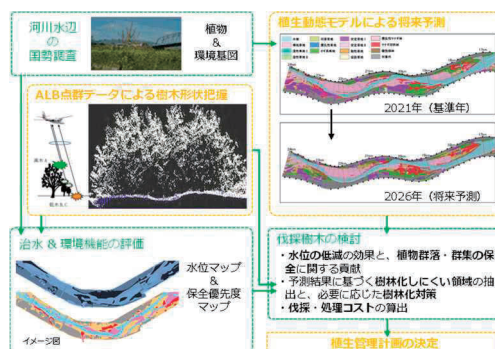 河川水辺
の
国勢調査
植物
&
環境基図
植生動態モデルによる将来予測
2021年（基準年）
2026年（将来予測）
ALB点群データによる樹木形状把握
治水 & 環境機能の評価
水位マップ
&
保全優先度
マップ
イメージ図
伐採樹木の検討
・水位の低減の効果と、植物群落・群集の保
全に関する貢献
・予測結果に基づく樹林化しにくい領域の抽
出と、必要に応じた樹林化対策
・伐採・処理コストの算出
植生管理計画の決定